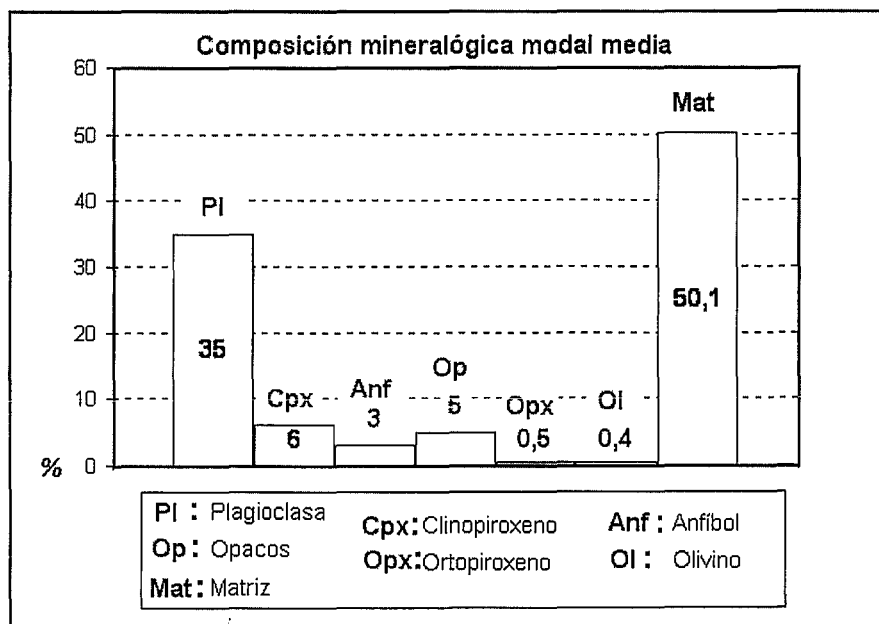 Composición mineralógica modal media
60
50
40
30
20
10
0
%
Pl
35
Cpx
6
Anf
3
Op
5
Opx
0,5
Ol
0,4
Mat
50,1
Pl : Plagioclasa
Cpx: Clinopiroxeno
Anf : Anfíbol
Op : Opacos
Opx: Ortopiroxeno
Ol : Olivino
Mat: Matriz